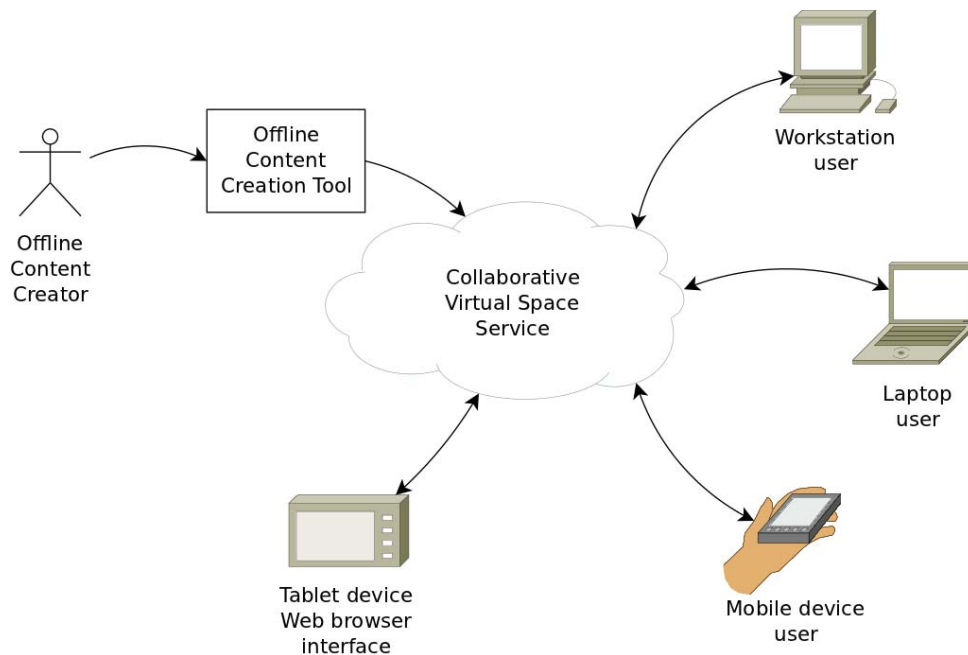 Offline
Content
Creator
Offline
Content
Creation Tool
Collaborative
Virtual Space
Service
Workstation
user
Laptop
user
Mobile device
user
Tablet device
Web browser
interface